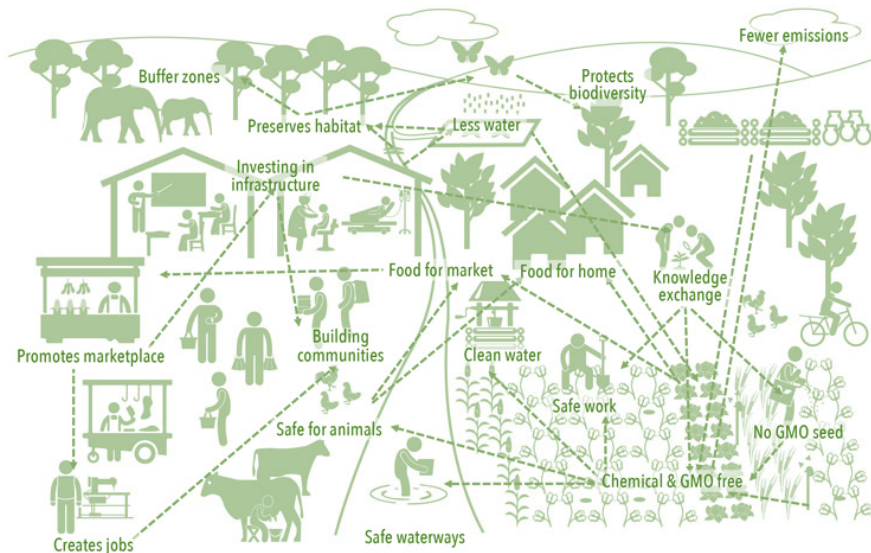 Fewer emissions
Buffer zones
Protects
biodiversity
Preserves habitat
Less water
Investing in
infrastructure
Food for market
Food for home
Knowledge
exchange
Building
communities
Promotes marketplace
Clean water
Safe work
Safe for animals
No GMO seed
Chemical & GMO free
Safe waterways
Creates jobs